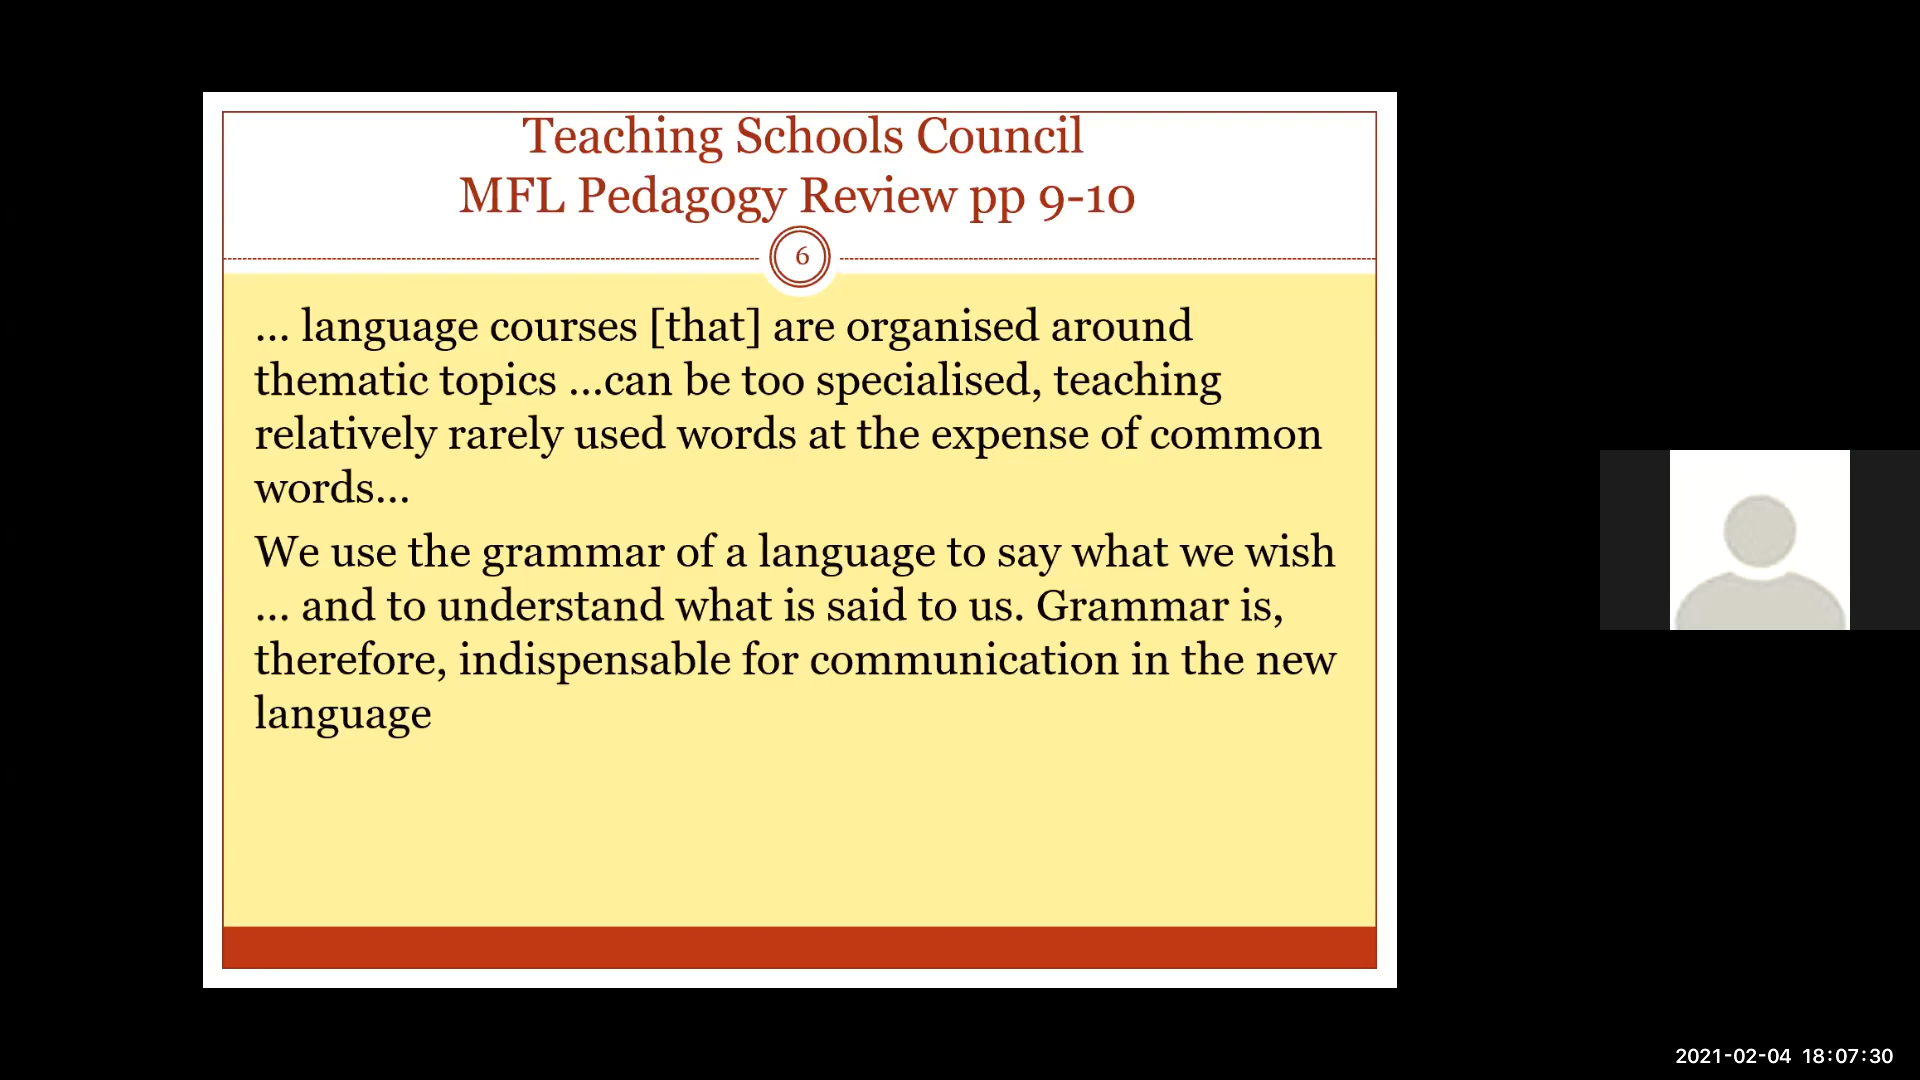 Teaching Schools Council
MFL Pedagogy Review pp 9-10
6
... language courses [that] are organised around
thematic topics ...can be too specialised, teaching
relatively rarely used words at the expense of common
words...
We use the grammar of a language to say what we wish
... and to understand what is said to us. Grammar is,
therefore, indispensable for communication in the new
language
2021-02-04 18:07:30